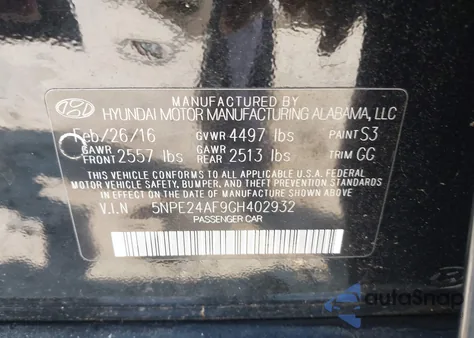 MANUFACTURED BY
HYUNDAI MOTOR MANUFACTURING ALABAMA, LLC
Feb/26/16 GVWR 4497 lbs PAINT S3
GAWR FRONT 2557 lbs GAWR REAR 2513 lbs TRIM GG
THIS VEHICLE CONFORMS TO ALL APPLICABLE U.S.A. FEDERAL
MOTOR VEHICLE SAFETY, BUMPER, AND THEFT PREVENTION STANDARDS
IN EFFECT ON THE DATE OF MANUFACTURE SHOWN ABOVE.
V.I.N 5NPE24AF9GH402932
PASSENGER CAR
autoSnap